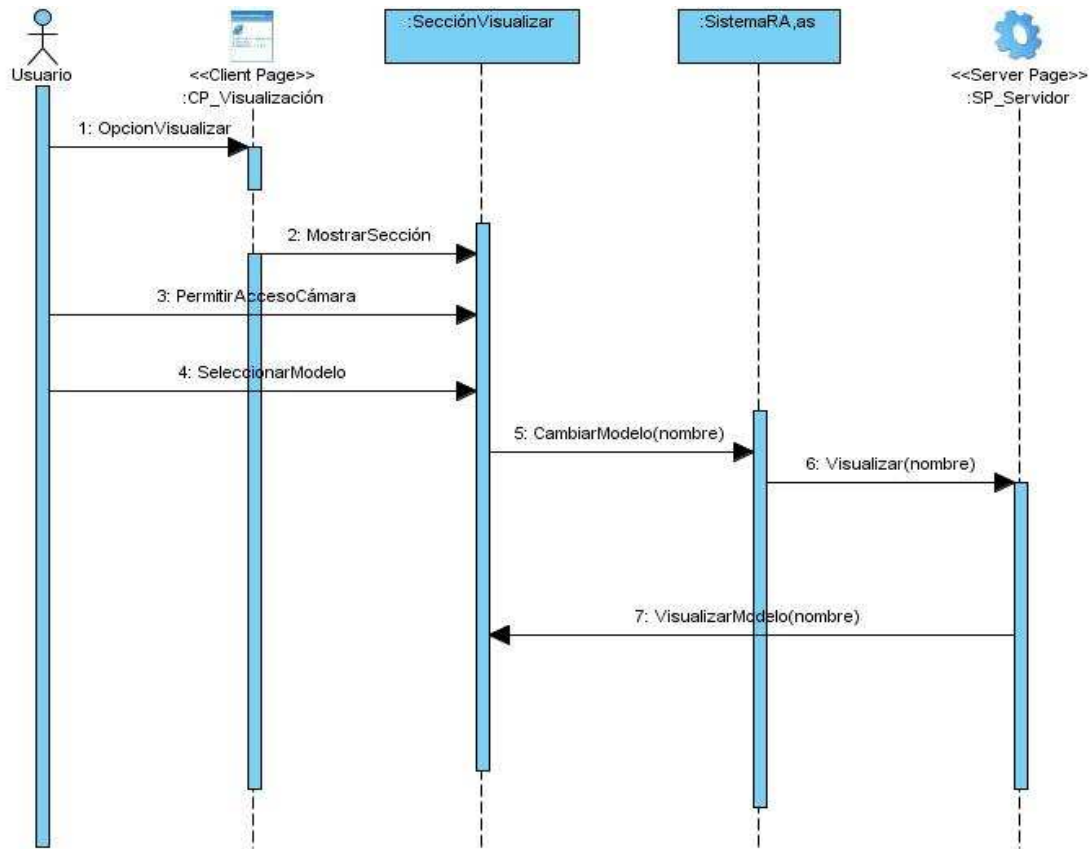 :SecciónVisualizar
:SistemaRA,as
Usuario
<<Client Page>>
:CP_Visualización
<<Server Page>>
:SP_Servidor
1: OpcionVisualizar
2: MostrarSección
3: PermitirAccesoCámara
4: SeleccionarModelo
5: CambiarModelo(nombre)
6: Visualizar(nombre)
7: VisualizarModelo(nombre)